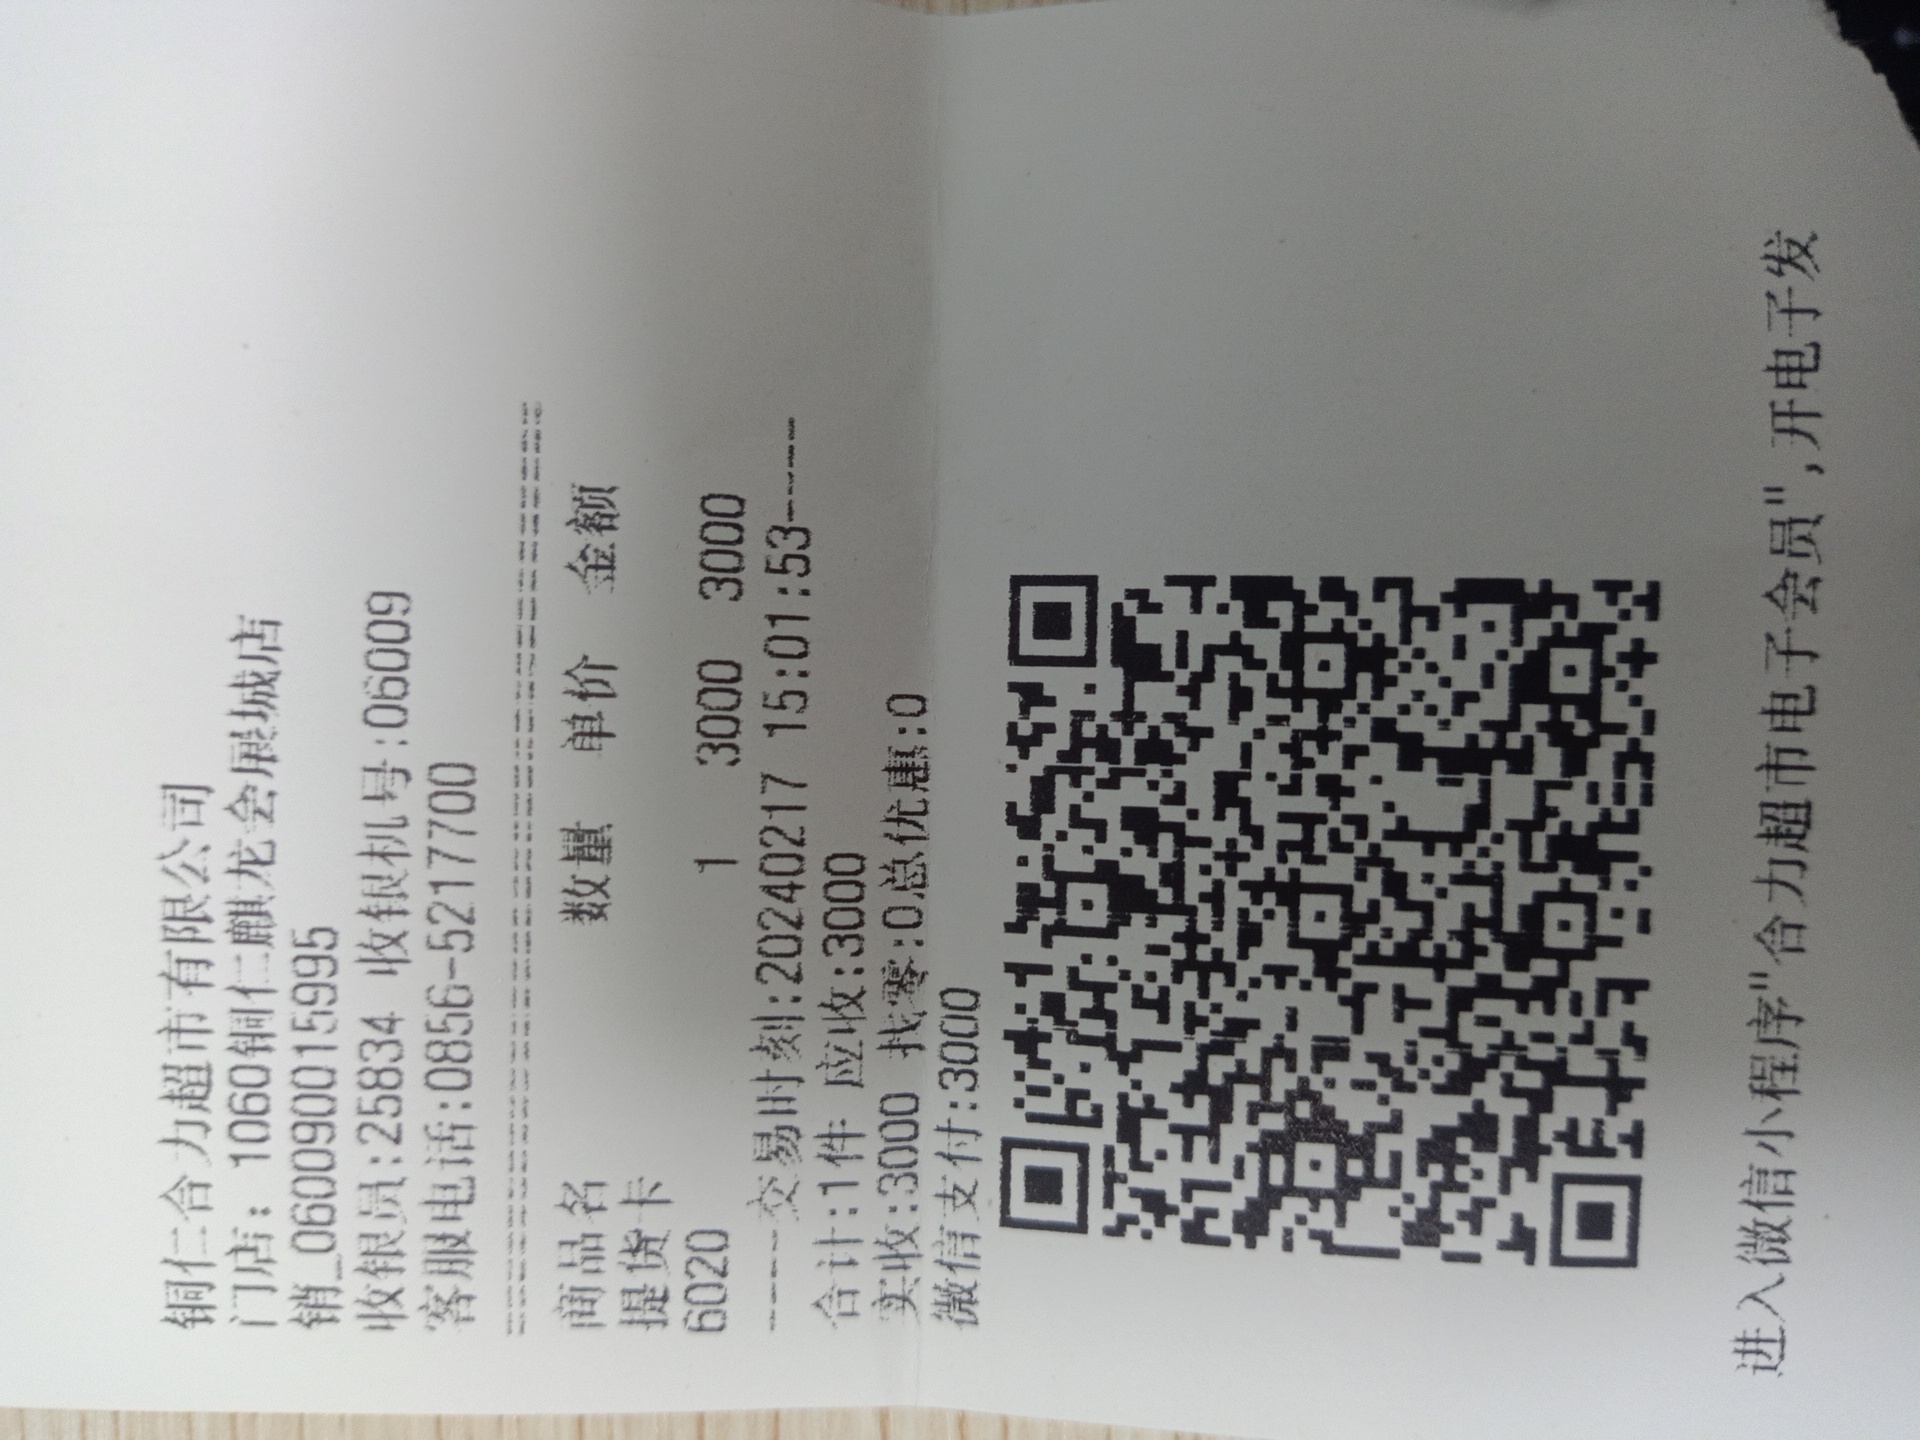 铜仁合力超市有限公司
门店：1060铜仁麒龙会展城店
销_0600900015995
收银员:25834 收银机号:06009
客服电话:0856-5217700
商品名 数量 单价 金额
提货卡
6020 1 3000 3000
-----交易时刻:20240217 15:01:53-----
合计:1件 应收:3000
实收:3000 找零:0总优惠:0
微信支付:3000
进入微信小程序"合力超市电子会员",开电子发